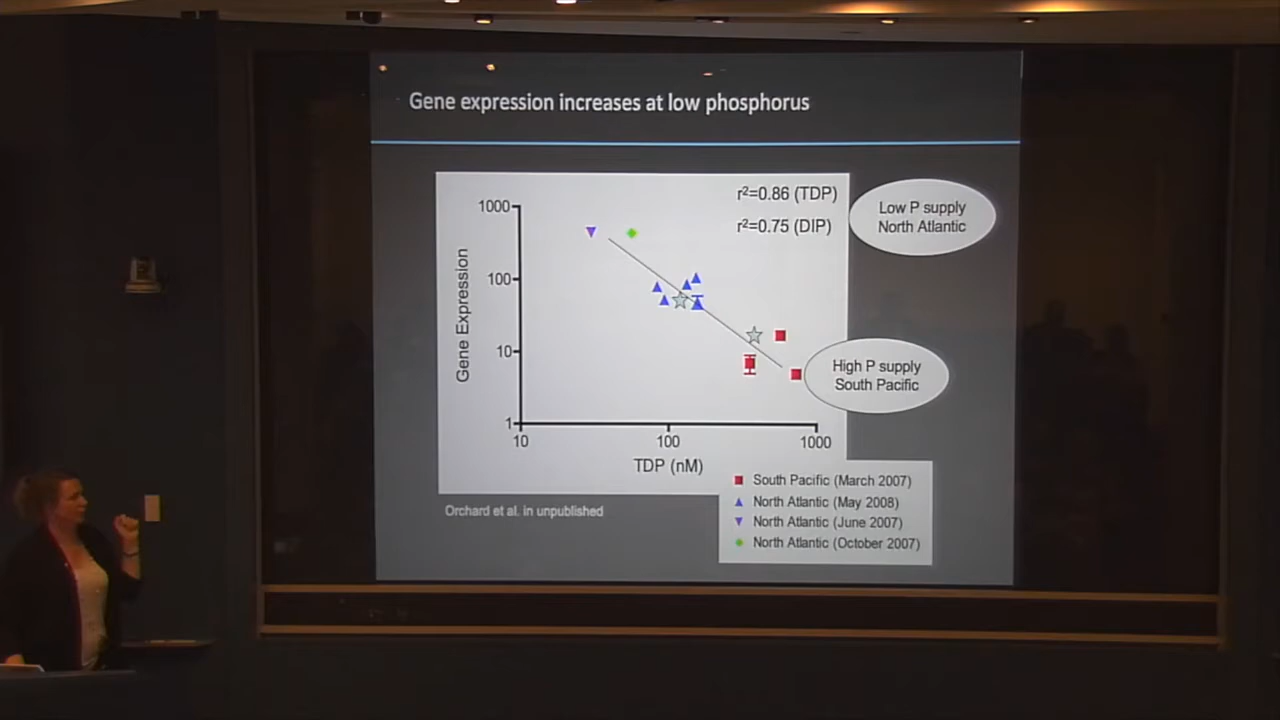 Gene expression increases at low phosphorus
r²=0.86 (TDP)
r²=0.75 (DIP)
Low P supply
North Atlantic
1000
100
10
1
Gene Expression
High P supply
South Pacific
10
100
1000
TDP (nM)
South Pacific (March 2007)
North Atlantic (May 2008)
North Atlantic (June 2007)
North Atlantic (October 2007)
Orchard et al. in unpublished